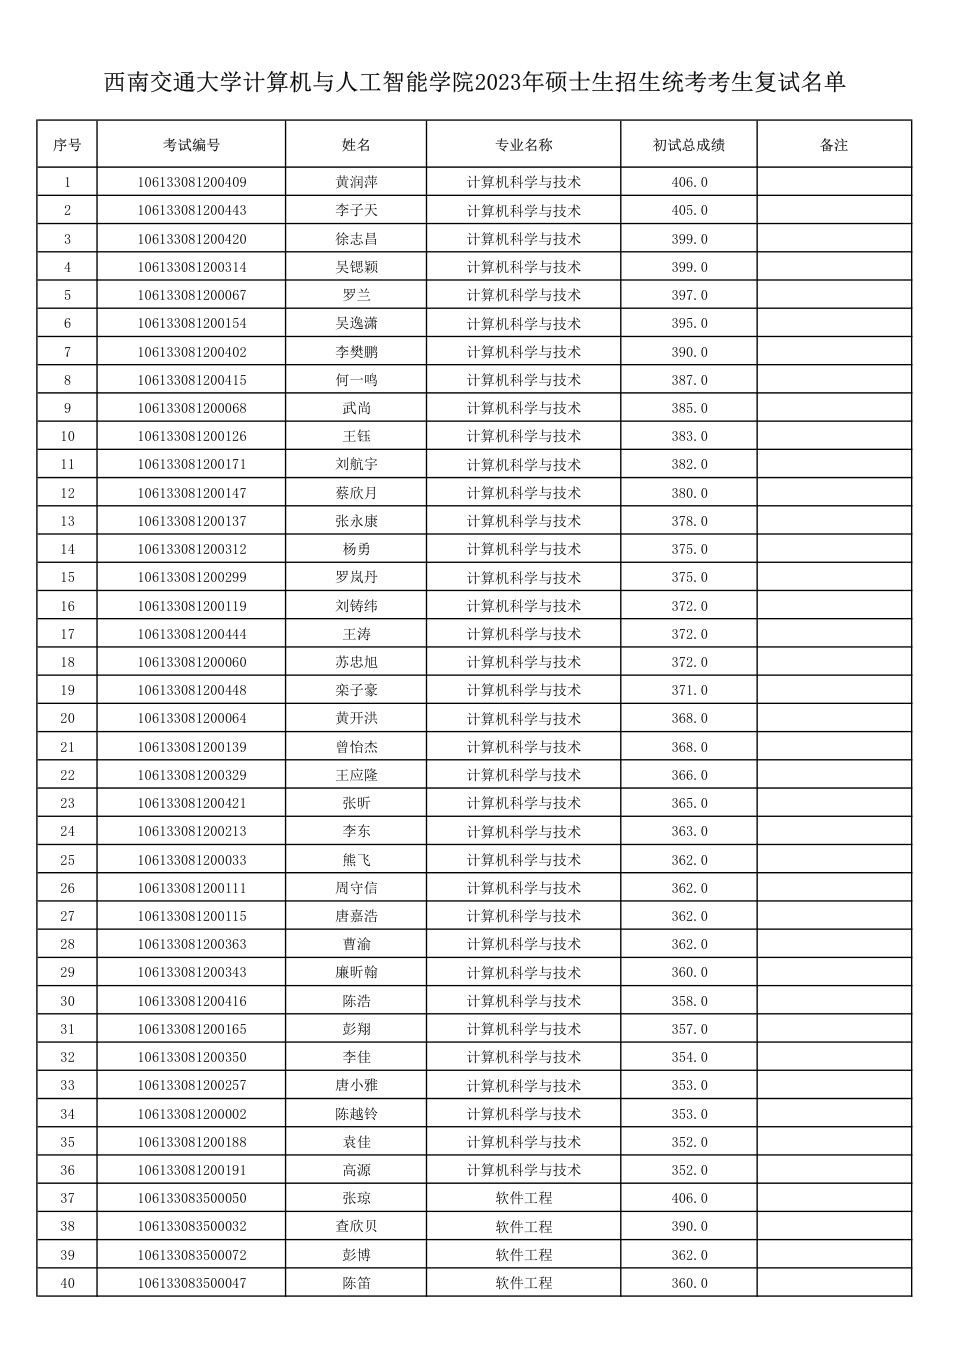 西南交通大学计算机与人工智能学院2023年硕士生招生统考考生复试名单
序号 考试编号 姓名 专业名称 初试总成绩 备注
1 106133081200409 黄润萍 计算机科学与技术 406.0
2 106133081200443 李子天 计算机科学与技术 405.0
3 106133081200420 徐志昌 计算机科学与技术 399.0
4 106133081200314 吴锶颖 计算机科学与技术 399.0
5 106133081200067 罗兰 计算机科学与技术 397.0
6 106133081200154 吴逸潇 计算机科学与技术 395.0
7 106133081200402 李樊鹏 计算机科学与技术 390.0
8 106133081200415 何一鸣 计算机科学与技术 387.0
9 106133081200068 武尚 计算机科学与技术 385.0
10 106133081200126 王钰 计算机科学与技术 383.0
11 106133081200171 刘航宇 计算机科学与技术 382.0
12 106133081200147 蔡欣月 计算机科学与技术 380.0
13 106133081200137 张永康 计算机科学与技术 378.0
14 106133081200312 杨勇 计算机科学与技术 375.0
15 106133081200299 罗岚丹 计算机科学与技术 375.0
16 106133081200119 刘铸纬 计算机科学与技术 372.0
17 106133081200444 王涛 计算机科学与技术 372.0
18 106133081200060 苏忠旭 计算机科学与技术 372.0
19 106133081200448 栾子豪 计算机科学与技术 371.0
20 106133081200064 黄开洪 计算机科学与技术 368.0
21 106133081200139 曾怡杰 计算机科学与技术 368.0
22 106133081200329 王应隆 计算机科学与技术 366.0
23 106133081200421 张昕 计算机科学与技术 365.0
24 106133081200213 李东 计算机科学与技术 363.0
25 106133081200033 熊飞 计算机科学与技术 362.0
26 106133081200111 周守信 计算机科学与技术 362.0
27 106133081200115 唐嘉浩 计算机科学与技术 362.0
28 106133081200363 曹渝 计算机科学与技术 362.0
29 106133081200343 廉昕翰 计算机科学与技术 360.0
30 106133081200416 陈浩 计算机科学与技术 358.0
31 106133081200165 彭翔 计算机科学与技术 357.0
32 106133081200350 李佳 计算机科学与技术 354.0
33 106133081200257 唐小雅 计算机科学与技术 353.0
34 106133081200002 陈越铃 计算机科学与技术 353.0
35 106133081200188 袁佳 计算机科学与技术 352.0
36 106133081200191 高源 计算机科学与技术 352.0
37 106133083500050 张琼 软件工程 406.0
38 106133083500032 查欣贝 软件工程 390.0
39 106133083500072 彭博 软件工程 362.0
40 106133083500047 陈笛 软件工程 360.0